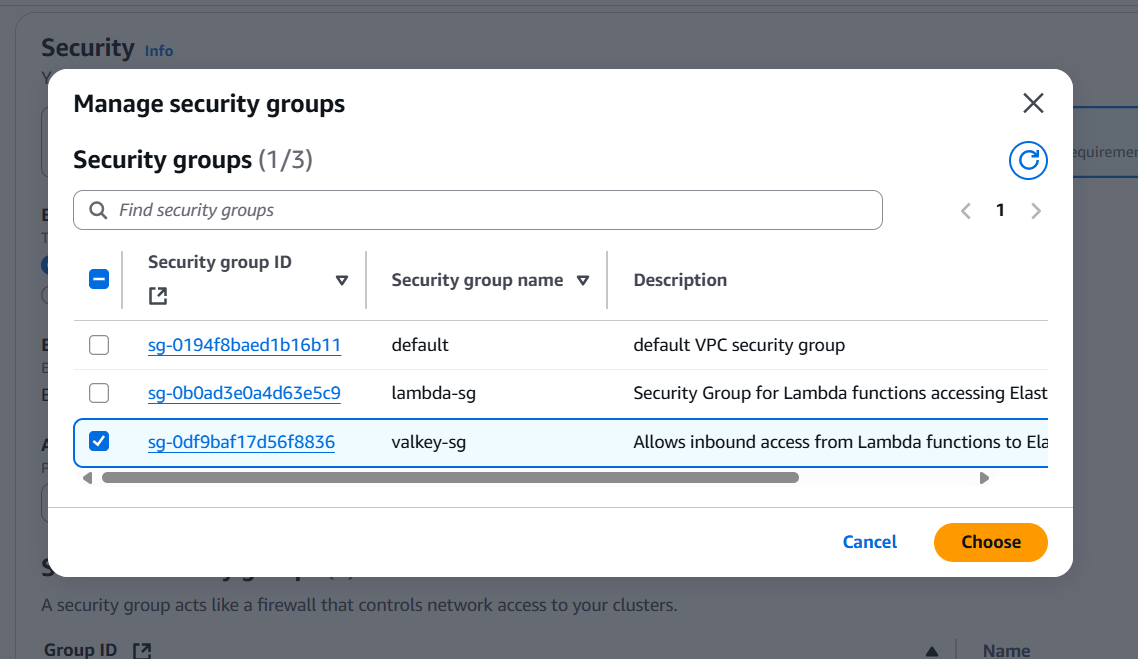 Security Info
Manage security groups
Security groups (1/3)
Find security groups
1
Security group ID
Security group name
Description
sg-0194f8baed1b16b11 default default VPC security group
sg-0b0ad3e0a4d63e5c9 lambda-sg Security Group for Lambda functions accessing Elast
sg-0df9baf17d56f8836 valkey-sg Allows inbound access from Lambda functions to Ela
Cancel Choose
A security group acts like a firewall that controls network access to your clusters.
Group ID Name